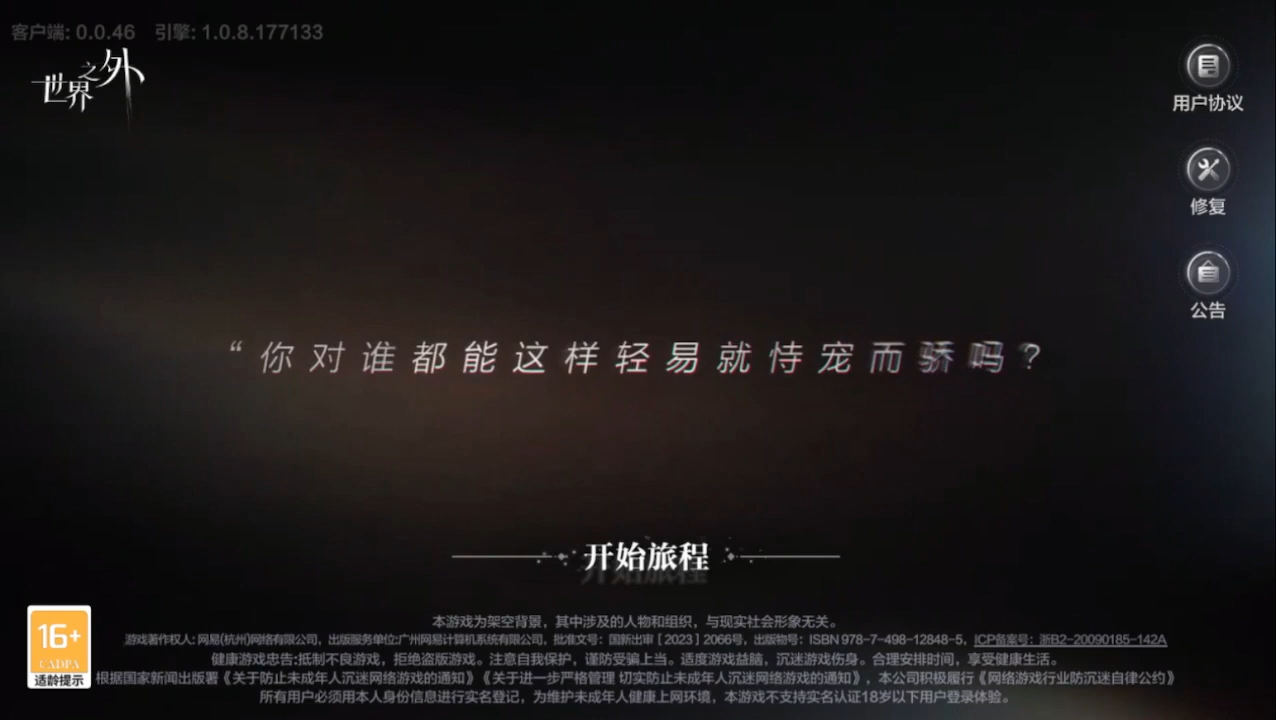 客户端: 0.0.46 引擎: 1.0.8.177133
世界之外
用户协议
修复
公告
“你对谁都能这样轻易就恃宠而骄吗?
开始旅程
16+
CADPA
适龄提示
本游戏为架空背景，其中涉及的人物和组织，与现实社会形象无关。
游戏著作权人: 网易(杭州)网络有限公司，出版服务单位:广州网易计算机系统有限公司，批准文号：国新出审［2023］2066号，出版物号：ISBN 978-7-498-12848-5，ICP备案号：浙B2-20090185-142A
健康游戏忠告:抵制不良游戏，拒绝盗版游戏。注意自我保护，谨防受骗上当。适度游戏益脑，沉迷游戏伤身。合理安排时间，享受健康生活。
根据国家新闻出版署《关于防止未成年人沉迷网络游戏的通知》《关于进一步严格管理 切实防止未成年人沉迷网络游戏的通知》，本公司积极履行《网络游戏行业防沉迷自律公约》
所有用户必须用本人身份信息进行实名登记，为维护未成年人健康上网环境，本游戏不支持实名认证18岁以下用户登录体验。